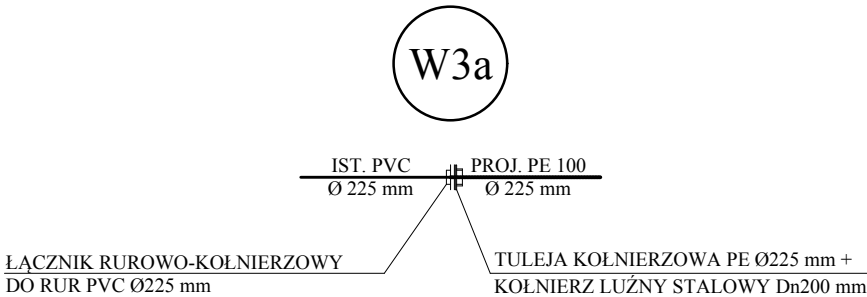 W3a
IST. PVC PROJ. PE 100
Ø 225 mm Ø 225 mm
ŁĄCZNIK RUROWO-KOŁNIERZOWY
DO RUR PVC Ø225 mm
TULEJA KOŁNIERZOWA PE Ø225 mm +
KOŁNIERZ LUŹNY STALOWY Dn200 mm